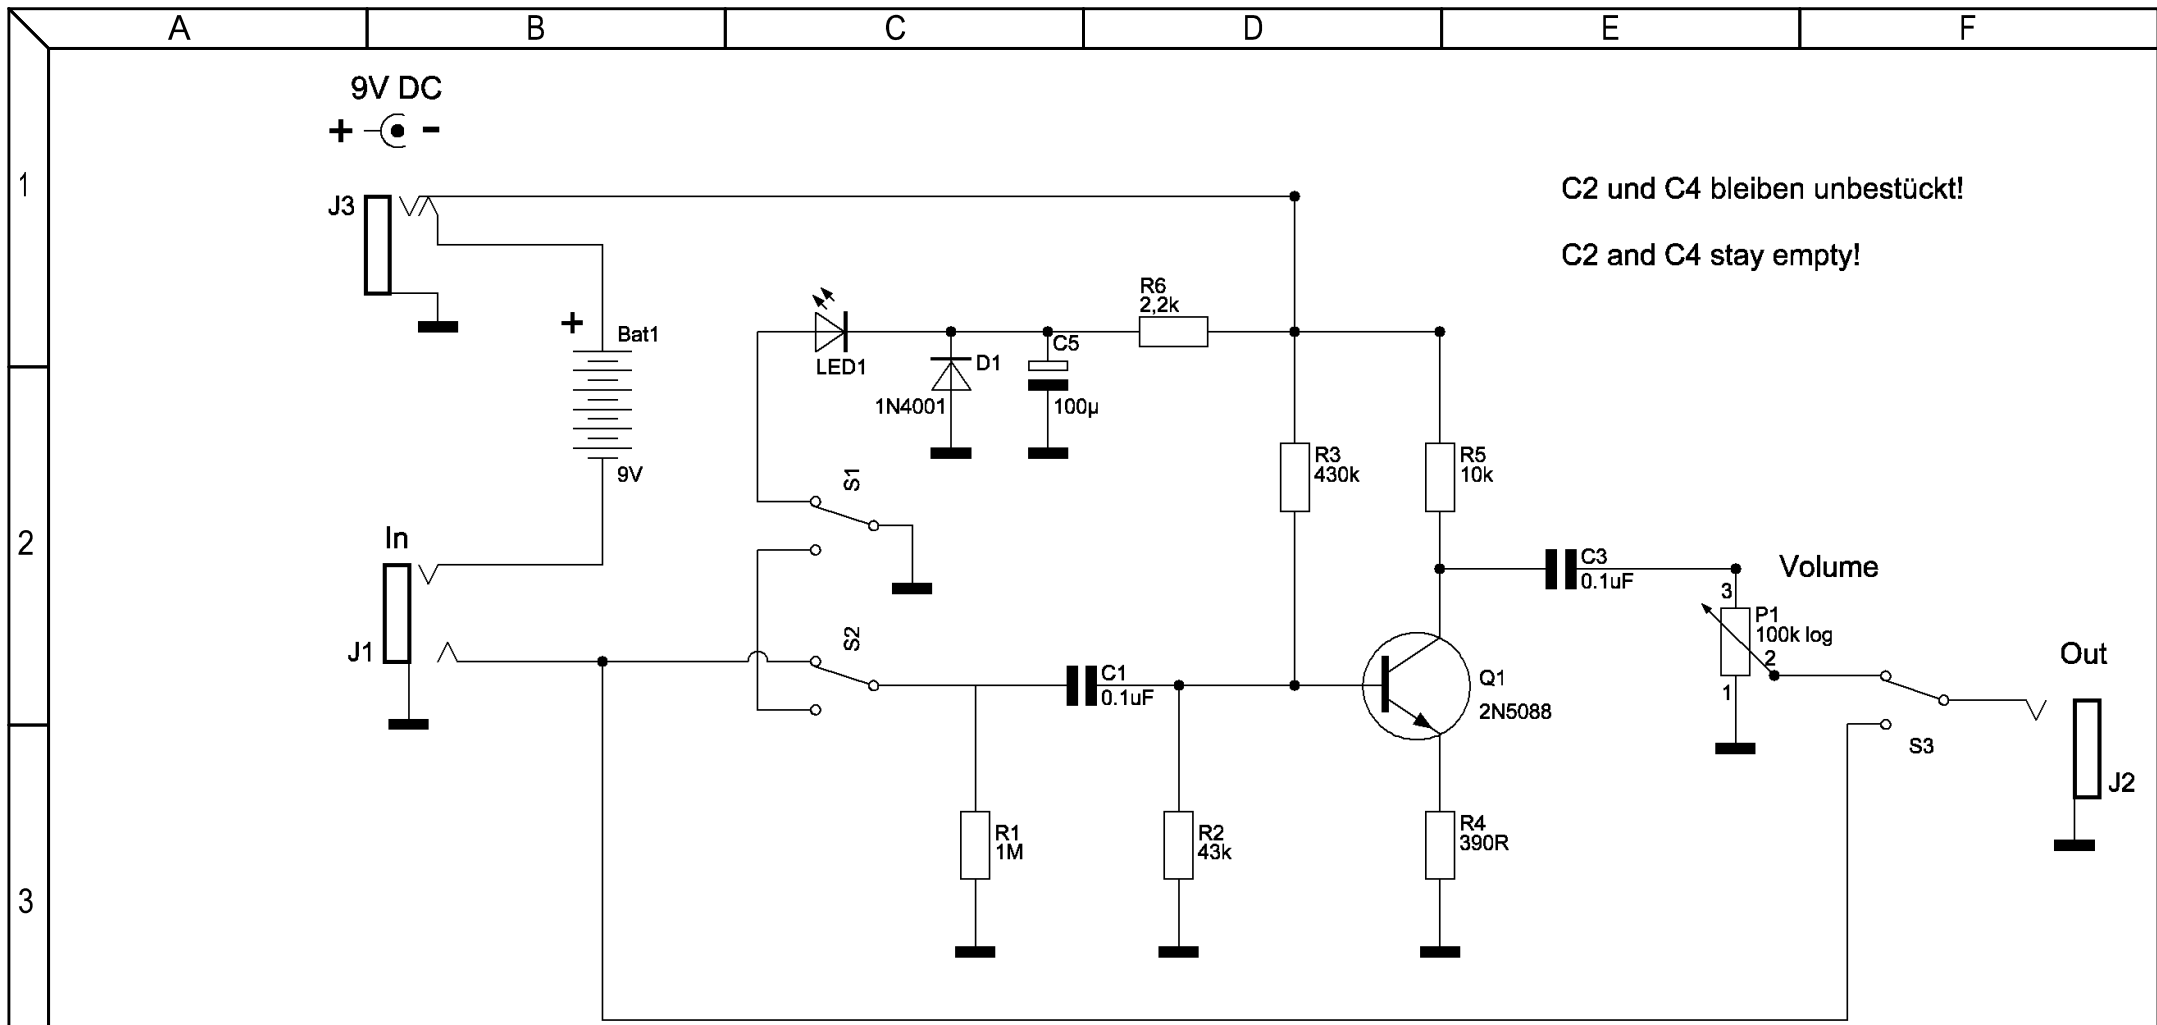 A B C D E F
1
2
3
9V DC
+ -
J3
C2 und C4 bleiben unbestückt!
C2 and C4 stay empty!
R6
2,2k
+
Bat1
9V
LED1
D1
1N4001
C5
100µ
R3
430k
R5
10k
S1
In
J1
S2
C1
0.1uF
C3
0.1uF
Volume
3
P1
100k log
2
1
Q1
2N5088
Out
S3
J2
R1
1M
R2
43k
R4
390R